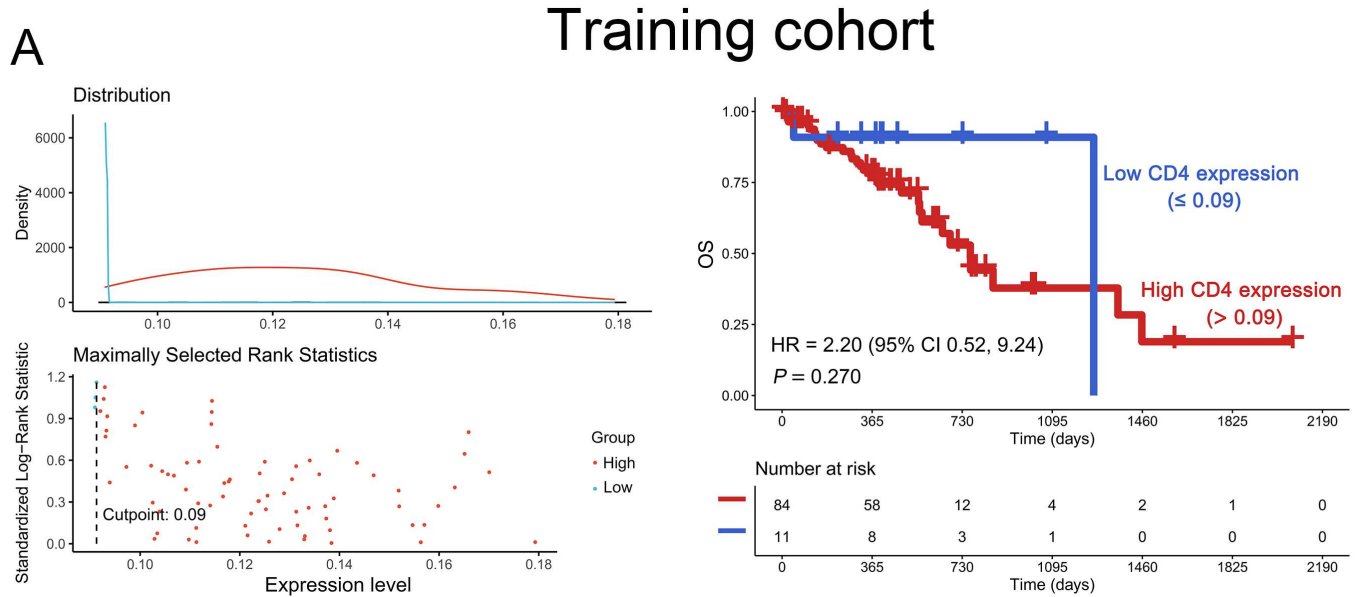 Training cohort
A
Distribution
Density
6000
4000
2000
0
0.10 0.12 0.14 0.16 0.18
Maximally Selected Rank Statistics
Standardized Log-Rank Statistic
1.2
0.9
0.6
0.3
0.0
Cutpoint: 0.09
0.10 0.12 0.14 0.16 0.18
Expression level
Group
High
Low
OS
1.00
0.75
0.50
0.25
0.00
Low CD4 expression
(≤ 0.09)
High CD4 expression
(> 0.09)
HR = 2.20 (95% CI 0.52, 9.24)
P = 0.270
0 365 730 1095 1460 1825 2190
Time (days)
Number at risk
84 58 12 4 2 1 0
11 8 3 1 0 0 0
0 365 730 1095 1460 1825 2190
Time (days)